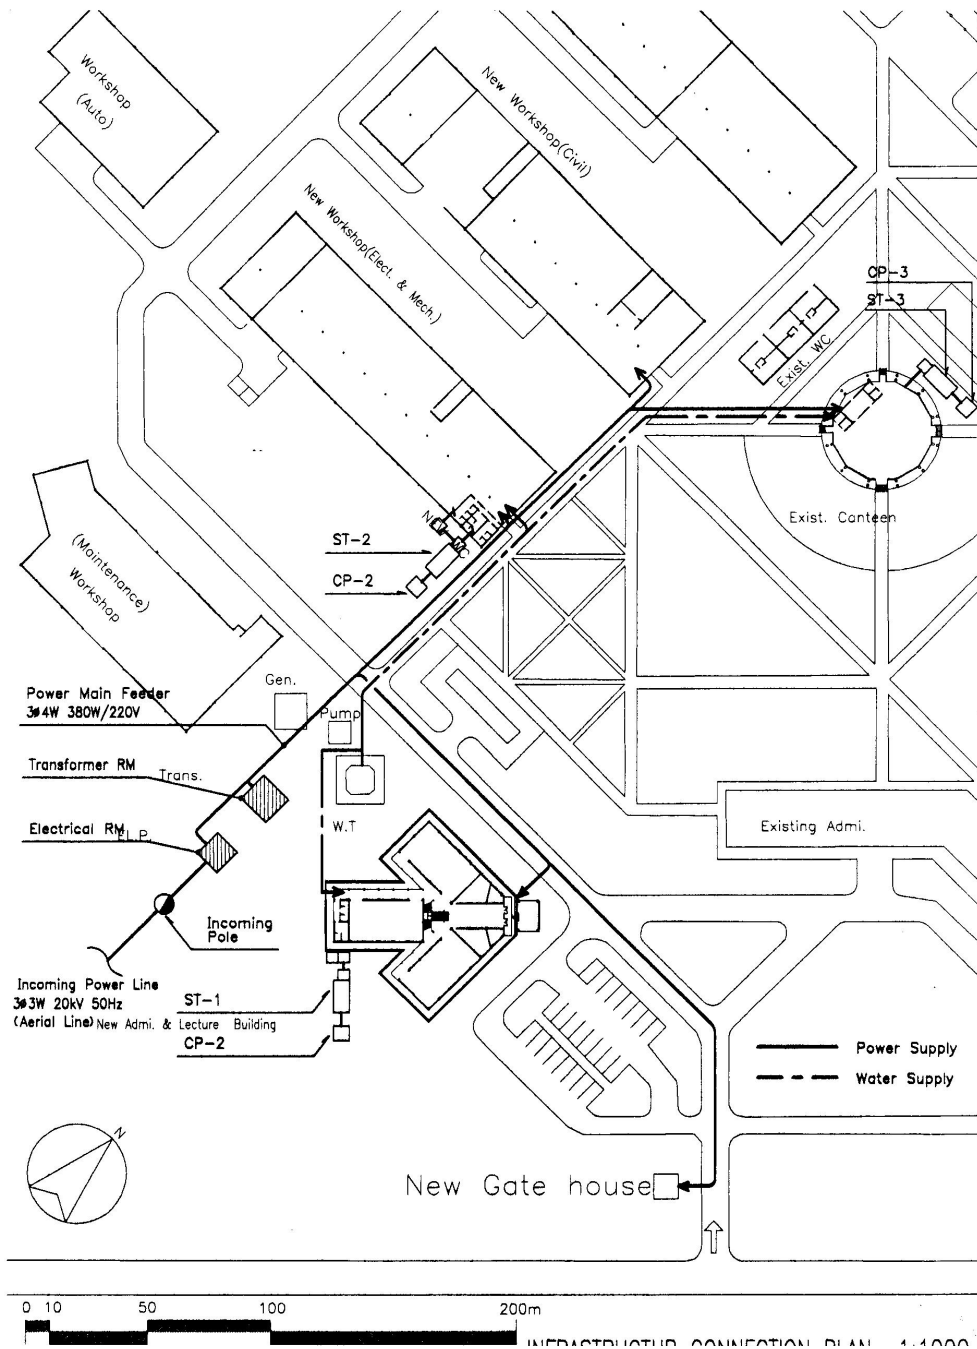 Workshop
(Auto)
New Workshop(Civil)
New Workshop(Elect. & Mech.)
CP-3
ST-3
Exist. WC
Exist. Canteen
ST-2
CP-2
(Maintenance)
Workshop
Gen.
Power Main Feeder
3ø4W 380W/220V
Pump
Transformer RM
Trans.
W.T
Electrical RM
Existing Admi.
Incoming
Pole
Incoming Power Line
3ø3W 20kV 50Hz
(Aerial Line)
New Admi. & Lecture Building
ST-1
CP-2
Power Supply
Water Supply
N
New Gate house
0 10 50 100 200m
INFRASTRUCTUR CONNECTION PLAN 1:1000